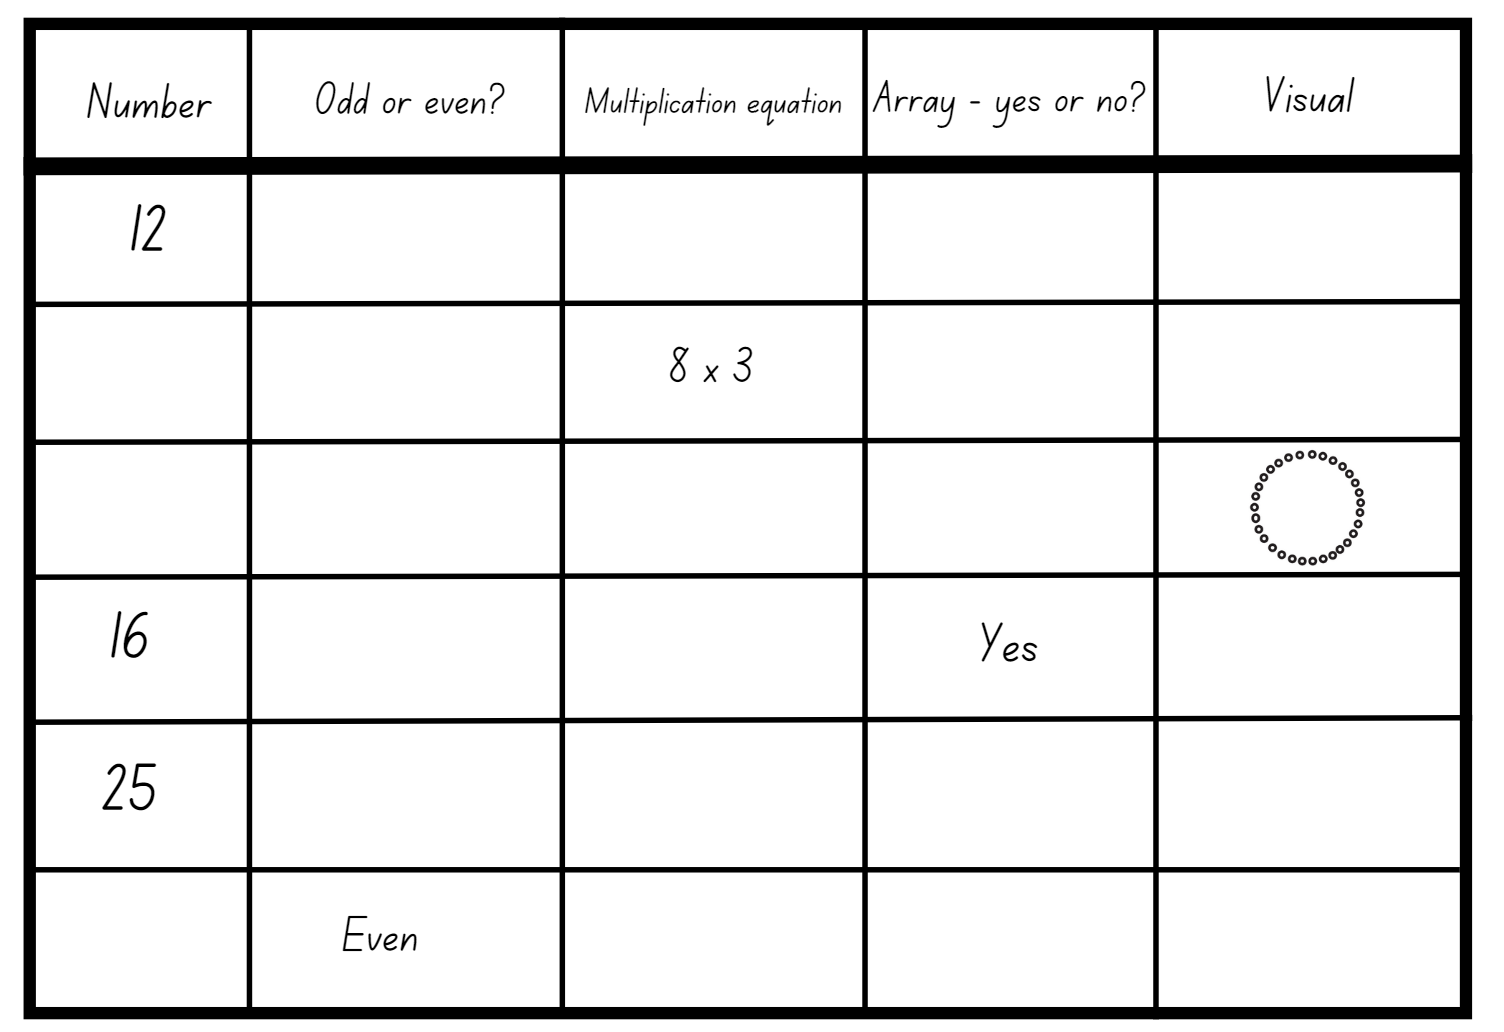 Number
Odd or even?
Multiplication equation
Array - yes or no?
Visual
12
8 x 3
16
Yes
25
Even